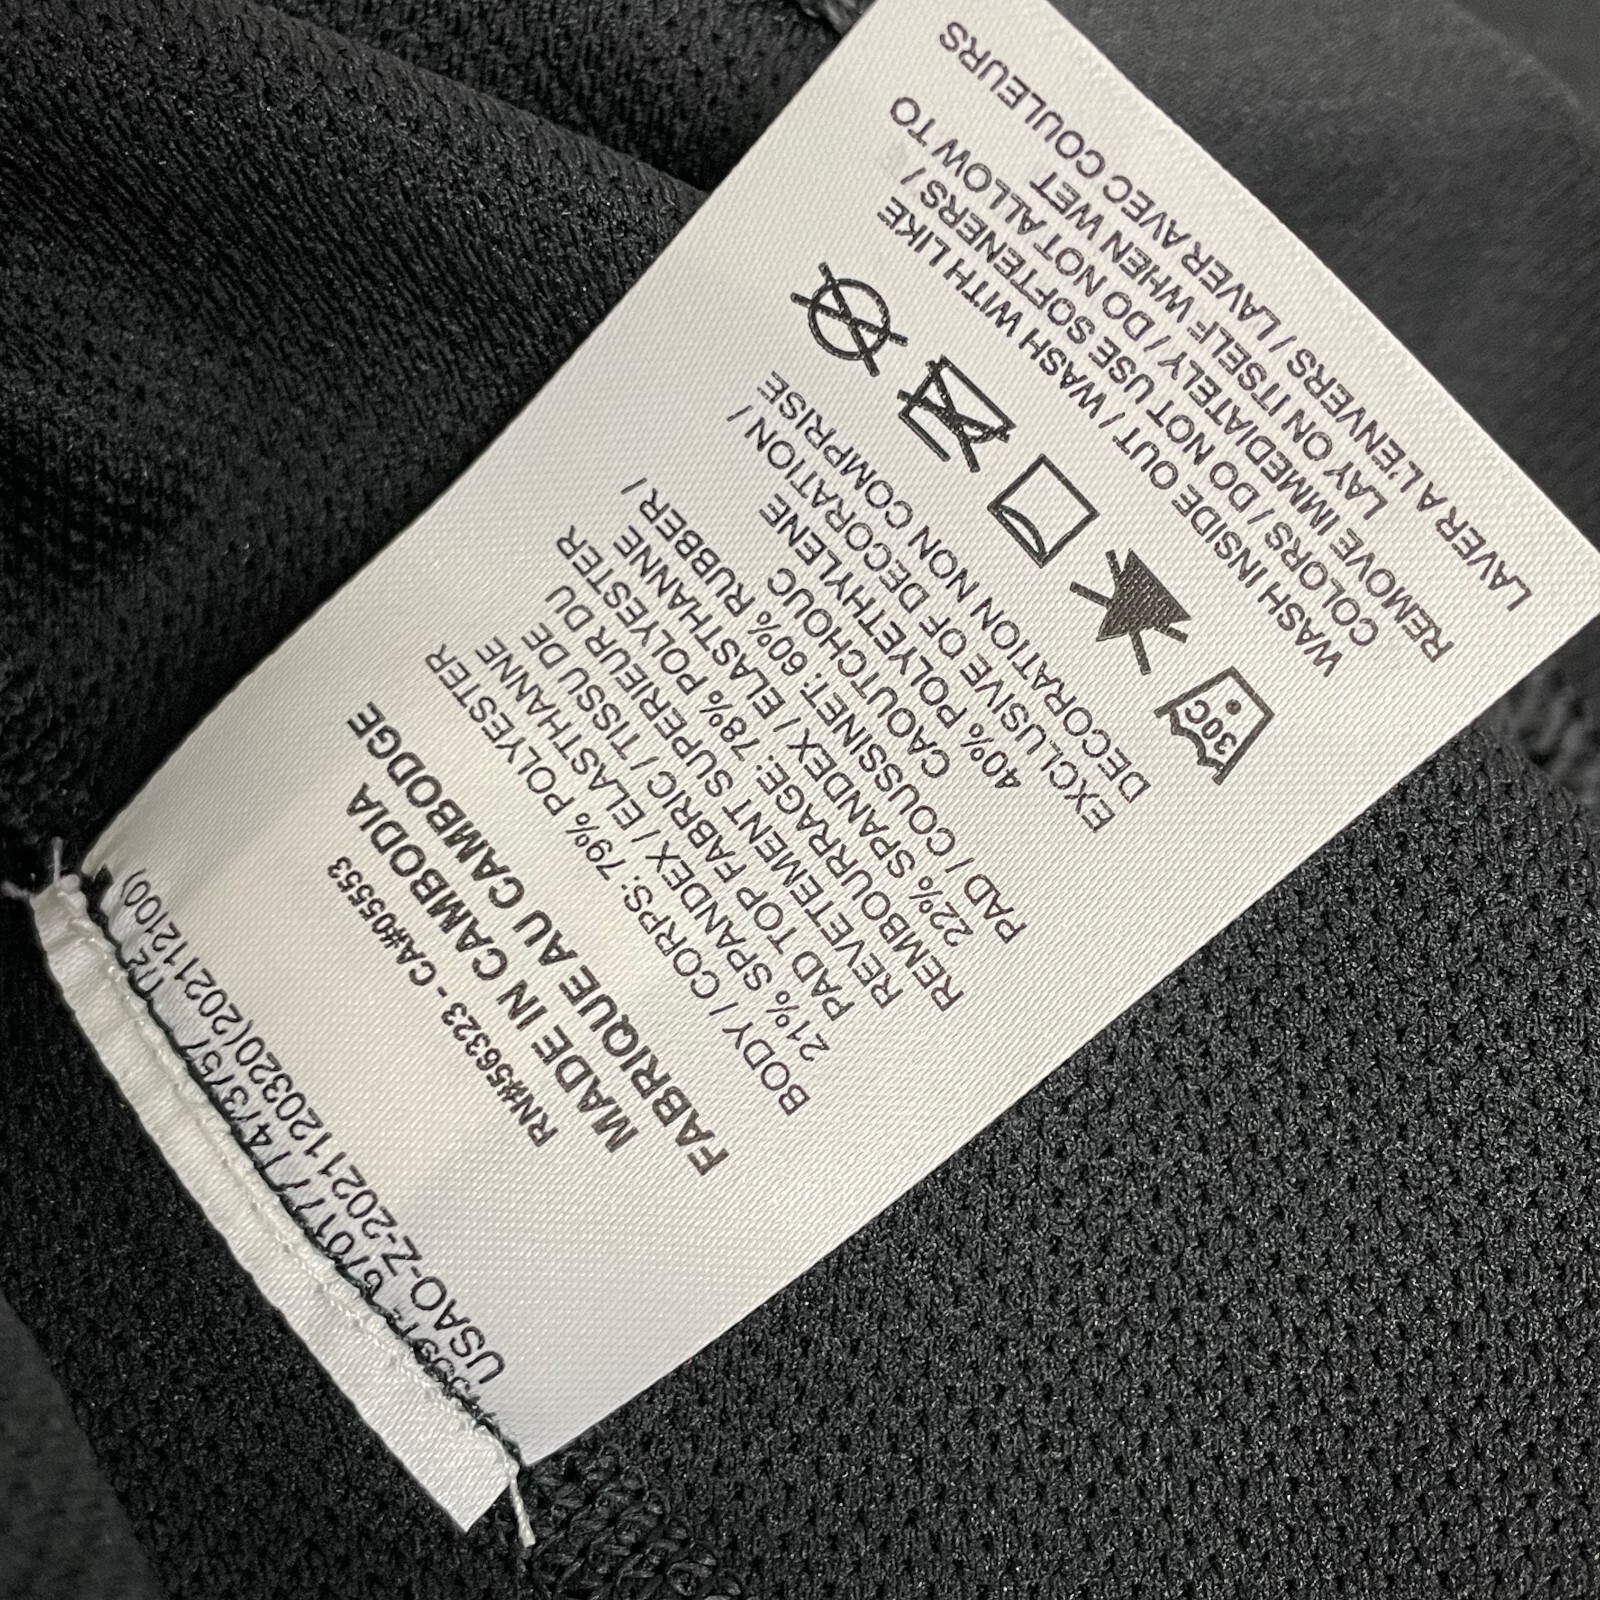 USAO-Z-2021120320(202112100)
RN#56323 - CA#05553
MADE IN CAMBODIA
FABRIQUE AU CAMBODGE
BODY / CORPS: 79% POLYESTER
21% SPANDEX / ELASTHANNE
PAD TOP FABRIC / TISSU DE
REVETEMENT SUPERIEUR DU
REMBOURRAGE: 78% POLYESTER
22% SPANDEX / ELASTHANNE
PAD / COUSSINET: 60% RUBBER /
CAOUTCHOUC
40% POLYETHYLENE
EXCLUSIVE OF DECORATION /
DECORATION NON COMPRISE
30C
WASH INSIDE OUT / WASH WITH LIKE
COLORS / DO NOT USE SOFTENERS /
REMOVE IMMEDIATELY / DO NOT ALLOW TO
LAY ON ITSELF WHEN WET
LAVER A L'ENVERS / LAVER AVEC COULEURS